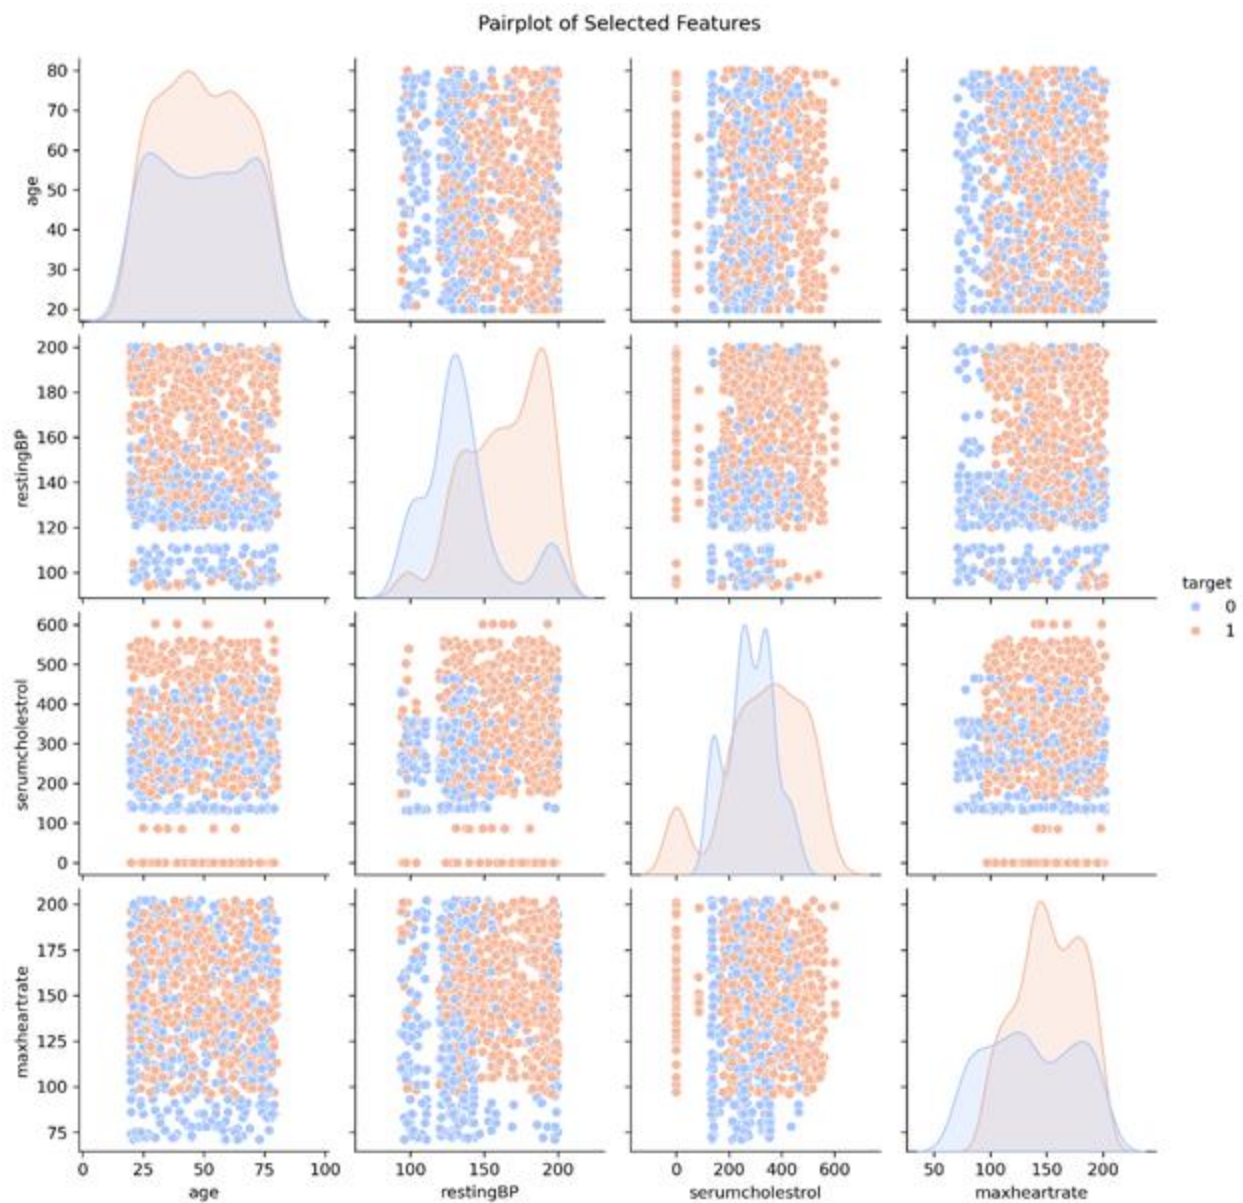 Pairplot of Selected Features
80
70
60
50
40
30
20
age
200
180
160
140
120
100
restingBP
target
0
1
600
500
400
300
200
100
0
serumcholestrol
200
175
150
125
100
75
maxheartrate
0 25 50 75 100
100 150 200
0 200 400 600
50 100 150 200
age
restingBP
serumcholestrol
maxheartrate